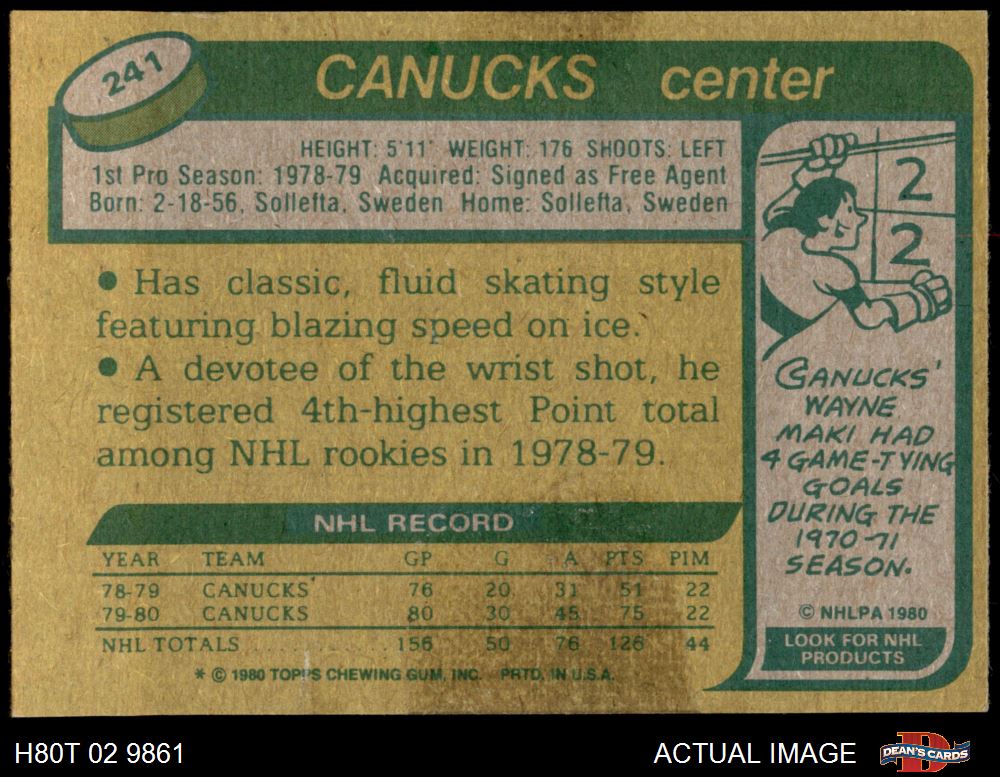 241
CANUCKS center
HEIGHT: 5'11" WEIGHT: 176 SHOOTS: LEFT
1st Pro Season: 1978-79 Acquired: Signed as Free Agent
Born: 2-18-56, Sollefta, Sweden Home: Sollefta, Sweden
• Has classic, fluid skating style
featuring blazing speed on ice.
• A devotee of the wrist shot, he
registered 4th-highest Point total
among NHL rookies in 1978-79.
NHL RECORD
YEAR TEAM GP G A PTS PIM
78-79 CANUCKS 76 20 31 51 22
79-80 CANUCKS 80 30 45 75 22
NHL TOTALS .......... 156 50 76 126 44
* © 1980 TOPPS CHEWING GUM, INC. PRTD. IN U.S.A.
2
2
CANUCKS'
WAYNE
MAKI HAD
4 GAME-TYING
GOALS
DURING THE
1970-71
SEASON.
© NHLPA 1980
LOOK FOR NHL
PRODUCTS
H80T 02 9861
ACTUAL IMAGE
DEAN'S CARDS